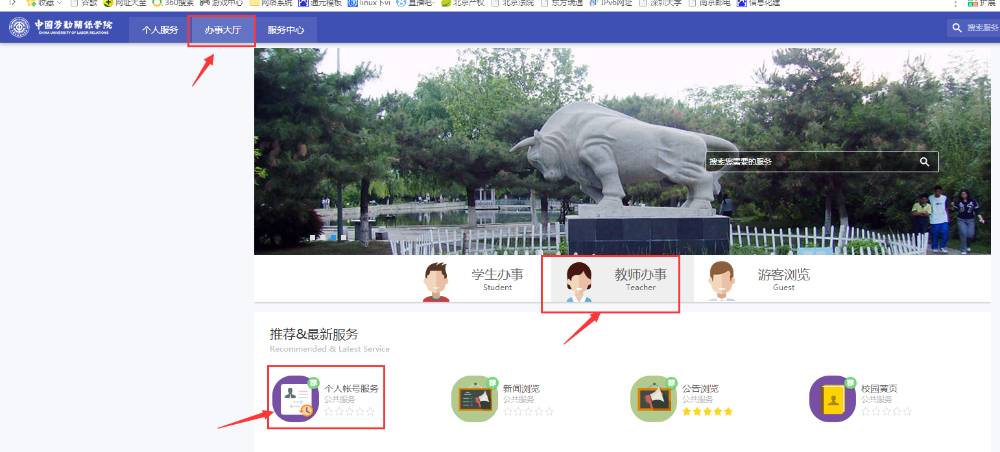 收藏 谷歌 网址大全 360搜索 游戏中心 网络系统 通元模板 linux下vi 直播吧- 北京产权 北京法院 东方瑞通 IPv6网址 深圳大学 南京邮电 信息化建 扩展
中國劳動關係学院 个人服务 办事大厅 服务中心 搜索服务
CHINA UNIVERSITY OF LABOR RELATIONS
搜索您需要的服务
学生办事 教师办事 游客浏览
Student Teacher Guest
推荐&最新服务
Recommended & Latest Service
荐 荐 荐 荐
个人帐号服务 新闻浏览 公告浏览 校园黄页
公共服务 公共服务 公共服务 公共服务